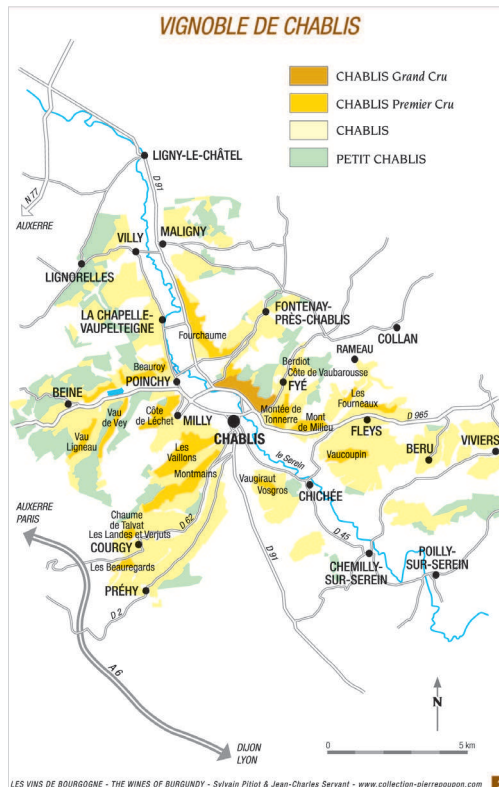 VIGNOBLE DE CHABLIS
CHABLIS Grand Cru
CHABLIS Premier Cru
CHABLIS
PETIT CHABLIS
LIGNY-LE-CHÂTEL
N 77
D 91
AUXERRE
MALIGNY
VILLY
LIGNORELLES
FONTENAY-
PRÈS-CHABLIS
LA CHAPELLE-
VAUPELTEIGNE
Fourchaume
COLLAN
RAMEAU
Berdiot
Côte de Vaubarousse
Beauroy
POINCHY
FYÉ
BEINE
Les
Fourneaux
Vau
de Vey
Côte
de Léchet
MILLY
Montée de
Tonnerre
Mont
de Milieu
D 965
CHABLIS
FLEYS
Vau
Ligneau
Les
Vaillons
VIVIERS
BERU
le Serein
Vaucoupin
Montmains
Vaugiraut
Vosgros
CHICHÉE
AUXERRE
PARIS
Chaume
de Talvat
Les Landes et Verjuts
D 62
COURGY
D 91
D 45
POILLY-
SUR-SEREIN
CHEMILLY-
SUR-SEREIN
Les Beauregards
PRÉHY
D 2
A 6
N
DIJON
LYON
0
5 km
LES VINS DE BOURGOGNE - THE WINES OF BURGUNDY - Sylvain Pitiot & Jean-Charles Servant - www.collection-pierrepoupon.com